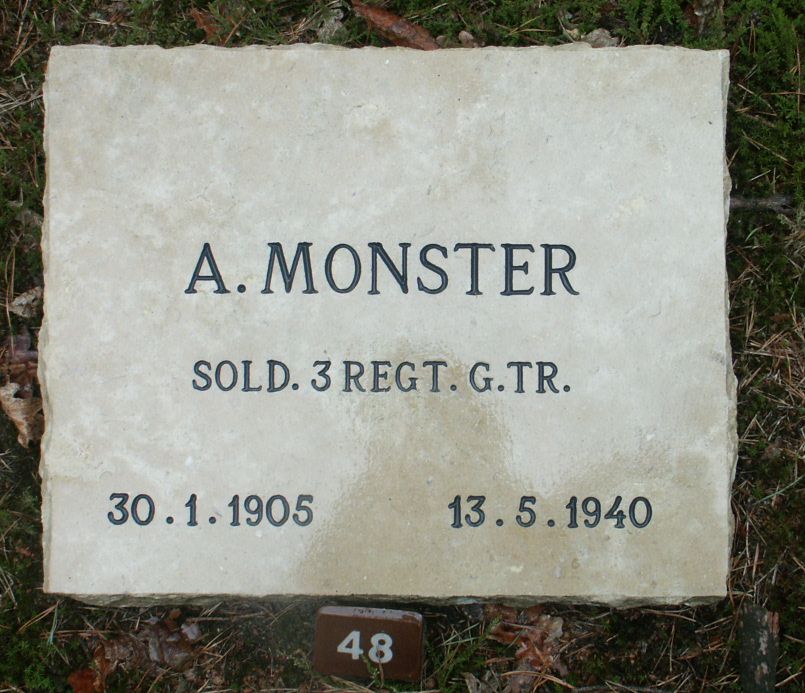 A. MONSTER
SOLD. 3 REGT. G.TR.
30.1.1905 13.5.1940
48